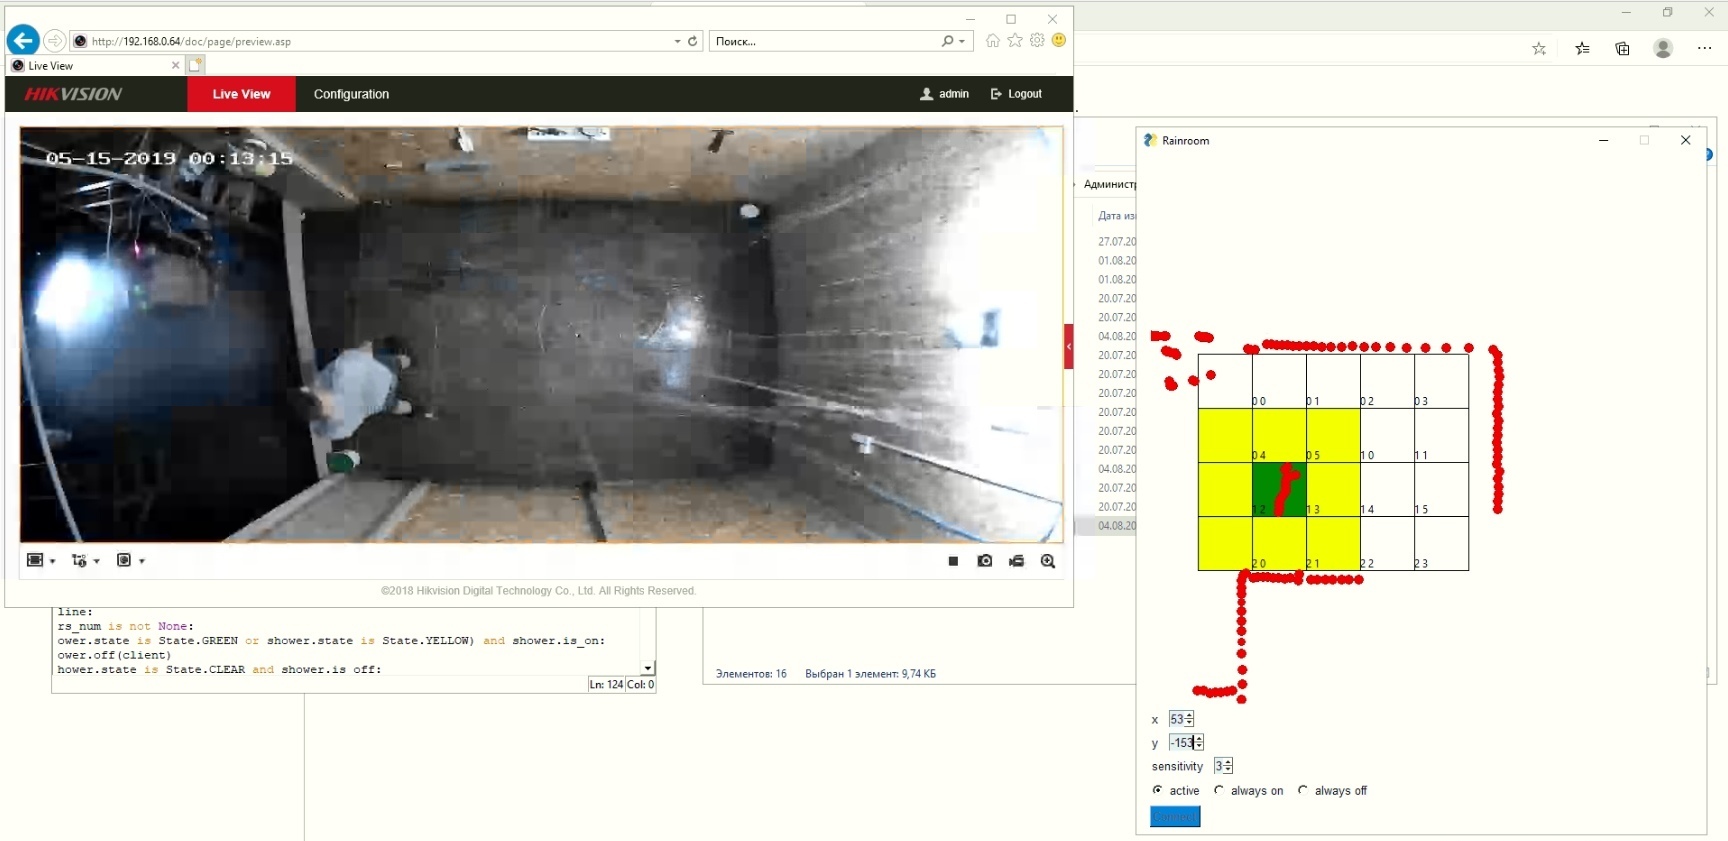 http://192.168.0.64/doc/page/preview.asp
Поиск...
Live View
HIKVISION
Live View
Configuration
admin
Logout
05-15-2019 00:13:15
©2018 Hikvision Digital Technology Co., Ltd. All Rights Reserved.
line:
rs_num is not None:
ower.state is State.GREEN or shower.state is State.YELLOW) and shower.is_on:
ower.off(client)
hower.state is State.CLEAR and shower.is off:
Ln: 124 Col: 0
Администр
Дата из
27.07.20
01.08.20
01.08.20
20.07.20
20.07.20
04.08.20
20.07.20
20.07.20
20.07.20
20.07.20
20.07.20
20.07.20
04.08.20
20.07.20
20.07.20
04.08.20
Элементов: 16 Выбран 1 элемент: 9,74 КБ
Rainroom
0 0 0 1 0 2 0 3
0 4 0 5 1 0 1 1
1 2 1 3 1 4 1 5
2 0 2 1 2 2 2 3
x 53
y -153
sensitivity 3
active always on always off
Connect